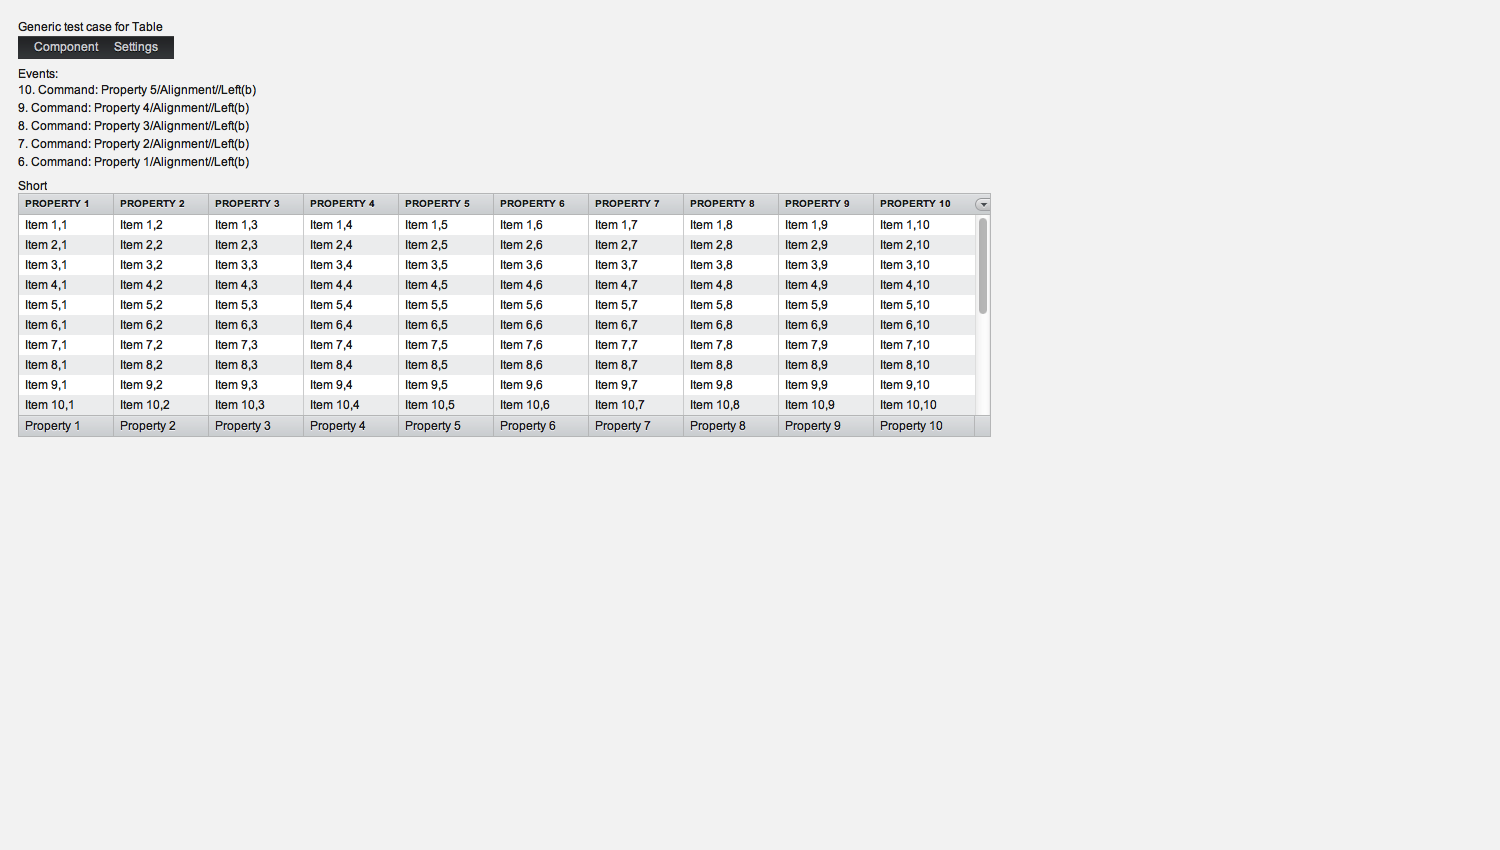 Generic test case for Table
Component Settings
Events:
10. Command: Property 5/Alignment//Left(b)
9. Command: Property 4/Alignment//Left(b)
8. Command: Property 3/Alignment//Left(b)
7. Command: Property 2/Alignment//Left(b)
6. Command: Property 1/Alignment//Left(b)
Short
PROPERTY 1 PROPERTY 2 PROPERTY 3 PROPERTY 4 PROPERTY 5 PROPERTY 6 PROPERTY 7 PROPERTY 8 PROPERTY 9 PROPERTY 10
Item 1,1 Item 1,2 Item 1,3 Item 1,4 Item 1,5 Item 1,6 Item 1,7 Item 1,8 Item 1,9 Item 1,10
Item 2,1 Item 2,2 Item 2,3 Item 2,4 Item 2,5 Item 2,6 Item 2,7 Item 2,8 Item 2,9 Item 2,10
Item 3,1 Item 3,2 Item 3,3 Item 3,4 Item 3,5 Item 3,6 Item 3,7 Item 3,8 Item 3,9 Item 3,10
Item 4,1 Item 4,2 Item 4,3 Item 4,4 Item 4,5 Item 4,6 Item 4,7 Item 4,8 Item 4,9 Item 4,10
Item 5,1 Item 5,2 Item 5,3 Item 5,4 Item 5,5 Item 5,6 Item 5,7 Item 5,8 Item 5,9 Item 5,10
Item 6,1 Item 6,2 Item 6,3 Item 6,4 Item 6,5 Item 6,6 Item 6,7 Item 6,8 Item 6,9 Item 6,10
Item 7,1 Item 7,2 Item 7,3 Item 7,4 Item 7,5 Item 7,6 Item 7,7 Item 7,8 Item 7,9 Item 7,10
Item 8,1 Item 8,2 Item 8,3 Item 8,4 Item 8,5 Item 8,6 Item 8,7 Item 8,8 Item 8,9 Item 8,10
Item 9,1 Item 9,2 Item 9,3 Item 9,4 Item 9,5 Item 9,6 Item 9,7 Item 9,8 Item 9,9 Item 9,10
Item 10,1 Item 10,2 Item 10,3 Item 10,4 Item 10,5 Item 10,6 Item 10,7 Item 10,8 Item 10,9 Item 10,10
Property 1 Property 2 Property 3 Property 4 Property 5 Property 6 Property 7 Property 8 Property 9 Property 10